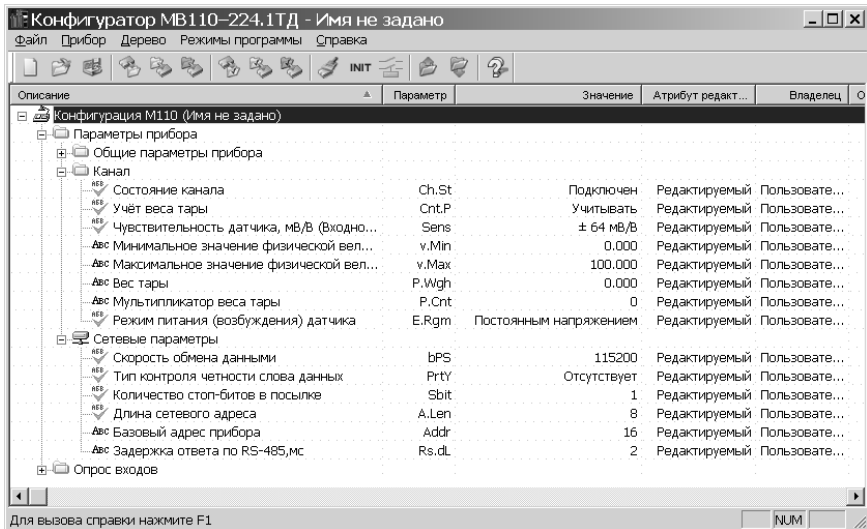 Конфигуратор МВ110–224.1ТД - Имя не задано
Файл Прибор Дерево Режимы программы Справка
INIT
Описание Параметр Значение Атрибут редакт... Владелец О
Конфигурация М110 (Имя не задано)
Параметры прибора
Общие параметры прибора
Канал
Состояние канала Ch.St Подключен Редактируемый Пользовате...
Учёт веса тары Cnt.P Учитывать Редактируемый Пользовате...
Чувствительность датчика, мВ/В (Входно... Sens ± 64 мВ/В Редактируемый Пользовате...
Минимальное значение физической вел... v.Min 0.000 Редактируемый Пользовате...
Максимальное значение физической вел... v.Max 100.000 Редактируемый Пользовате...
Вес тары P.Wgh 0.000 Редактируемый Пользовате...
Мультипликатор веса тары P.Cnt 0 Редактируемый Пользовате...
Режим питания (возбуждения) датчика E.Rgm Постоянным напряжением Редактируемый Пользовате...
Сетевые параметры
Скорость обмена данными bPS 115200 Редактируемый Пользовате...
Тип контроля четности слова данных PrtY Отсутствует Редактируемый Пользовате...
Количество стоп-битов в посылке Sbit 1 Редактируемый Пользовате...
Длина сетевого адреса A.Len 8 Редактируемый Пользовате...
Базовый адрес прибора Addr 16 Редактируемый Пользовате...
Задержка ответа по RS-485,мс Rs.dL 2 Редактируемый Пользовате...
Опрос входов
Для вызова справки нажмите F1 NUM